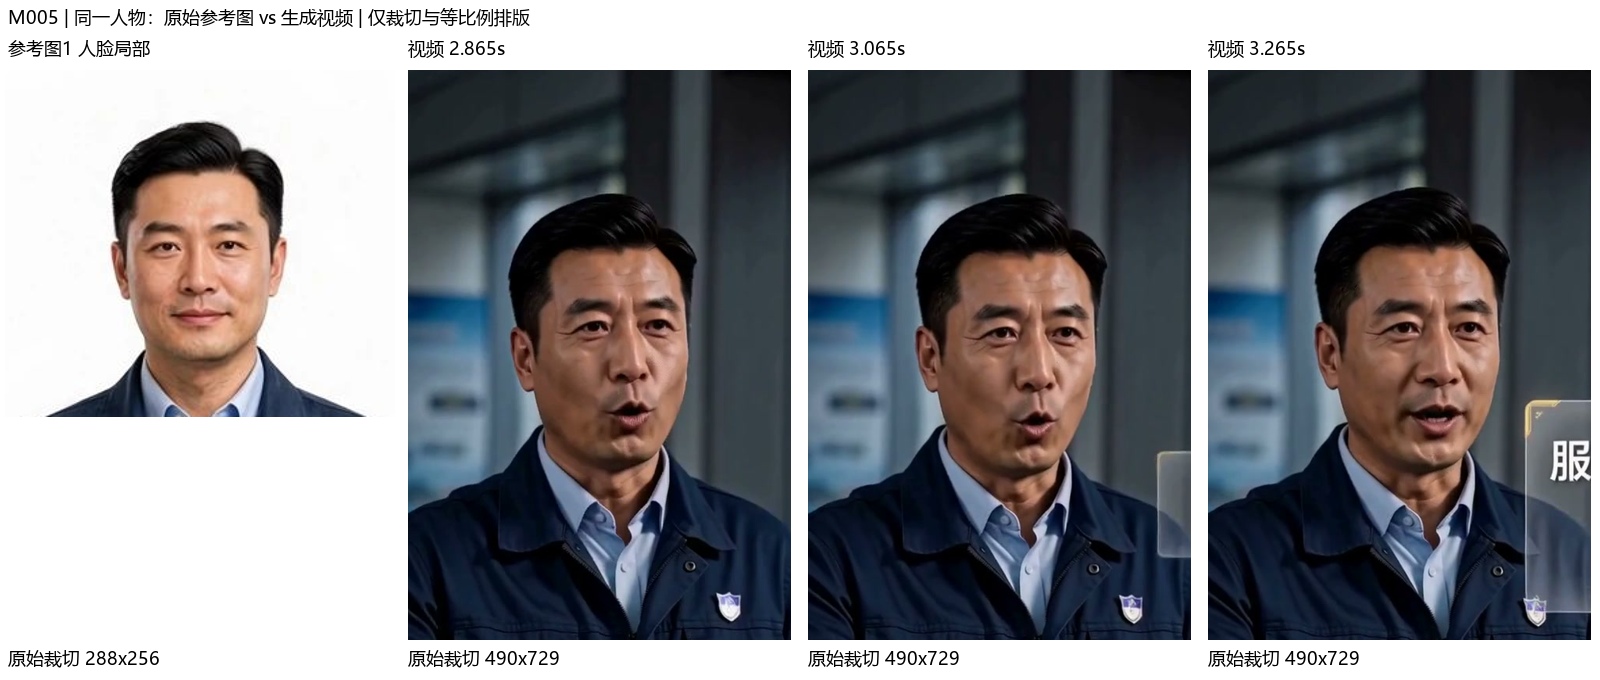 M005 | 同一人物：原始参考图 vs 生成视频 | 仅裁切与等比例排版
参考图1 人脸局部
视频 2.865s
视频 3.065s
视频 3.265s
服
原始裁切 288x256
原始裁切 490x729
原始裁切 490x729
原始裁切 490x729